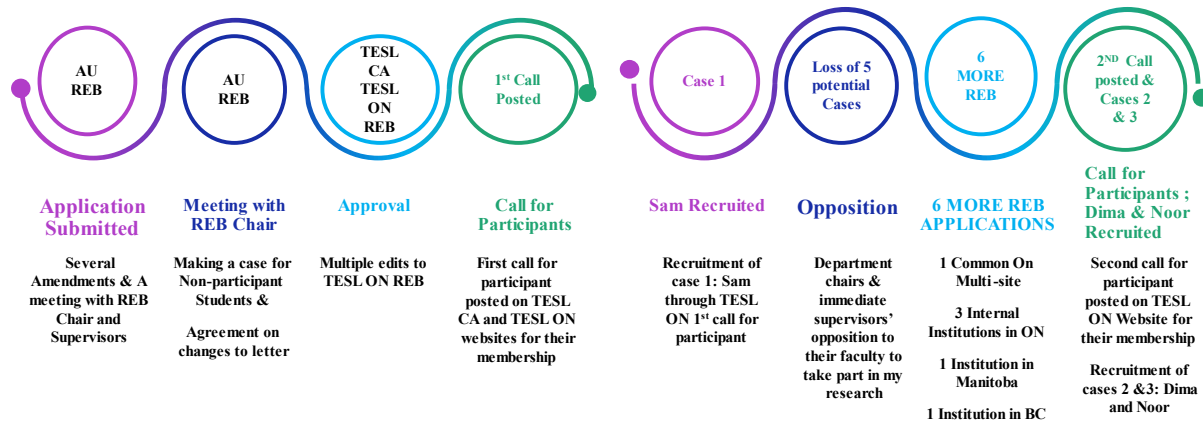 AU
REB
AU
REB
TESL
CA
TESL
ON
REB
1st Call
Posted
Case 1
Loss of 5
potential
Cases
6
MORE
REB
2ND Call
posted &
Cases 2
& 3
Application
Submitted
Several
Amendments & A
meeting with REB
Chair and
Supervisors
Meeting with
REB Chair
Making a case for
Non-participant
Students &
Agreement on
changes to letter
Approval
Multiple edits to
TESL ON REB
Call for
Participants
First call for
participant
posted on TESL
CA and TESL ON
websites for their
membership
Sam Recruited
Recruitment of
case 1: Sam
through TESL
ON 1st call for
participant
Opposition
Department
chairs &
immediate
supervisors'
opposition to
their faculty to
take part in my
research
6 MORE REB
APPLICATIONS
1 Common On
Multi-site
3 Internal
Institutions in ON
1 Institution in
Manitoba
1 Institution in BC
Call for
Participants ;
Dima & Noor
Recruited
Second call for
participant
posted on TESL
ON Website for
their membership
Recruitment of
cases 2 &3: Dima
and Noor